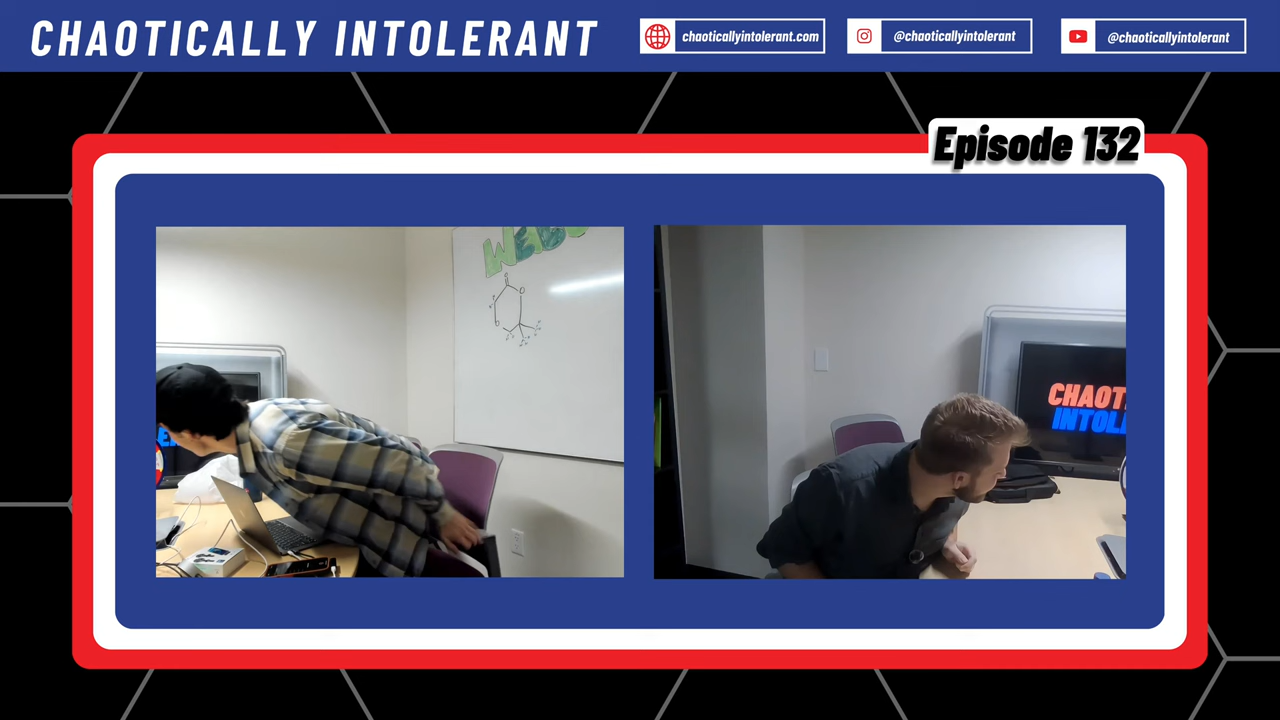 CHAOTICALLY INTOLERANT
chaoticallyintolerant.com
@chaoticallyintolerant
@chaoticallyintolerant
Episode 132